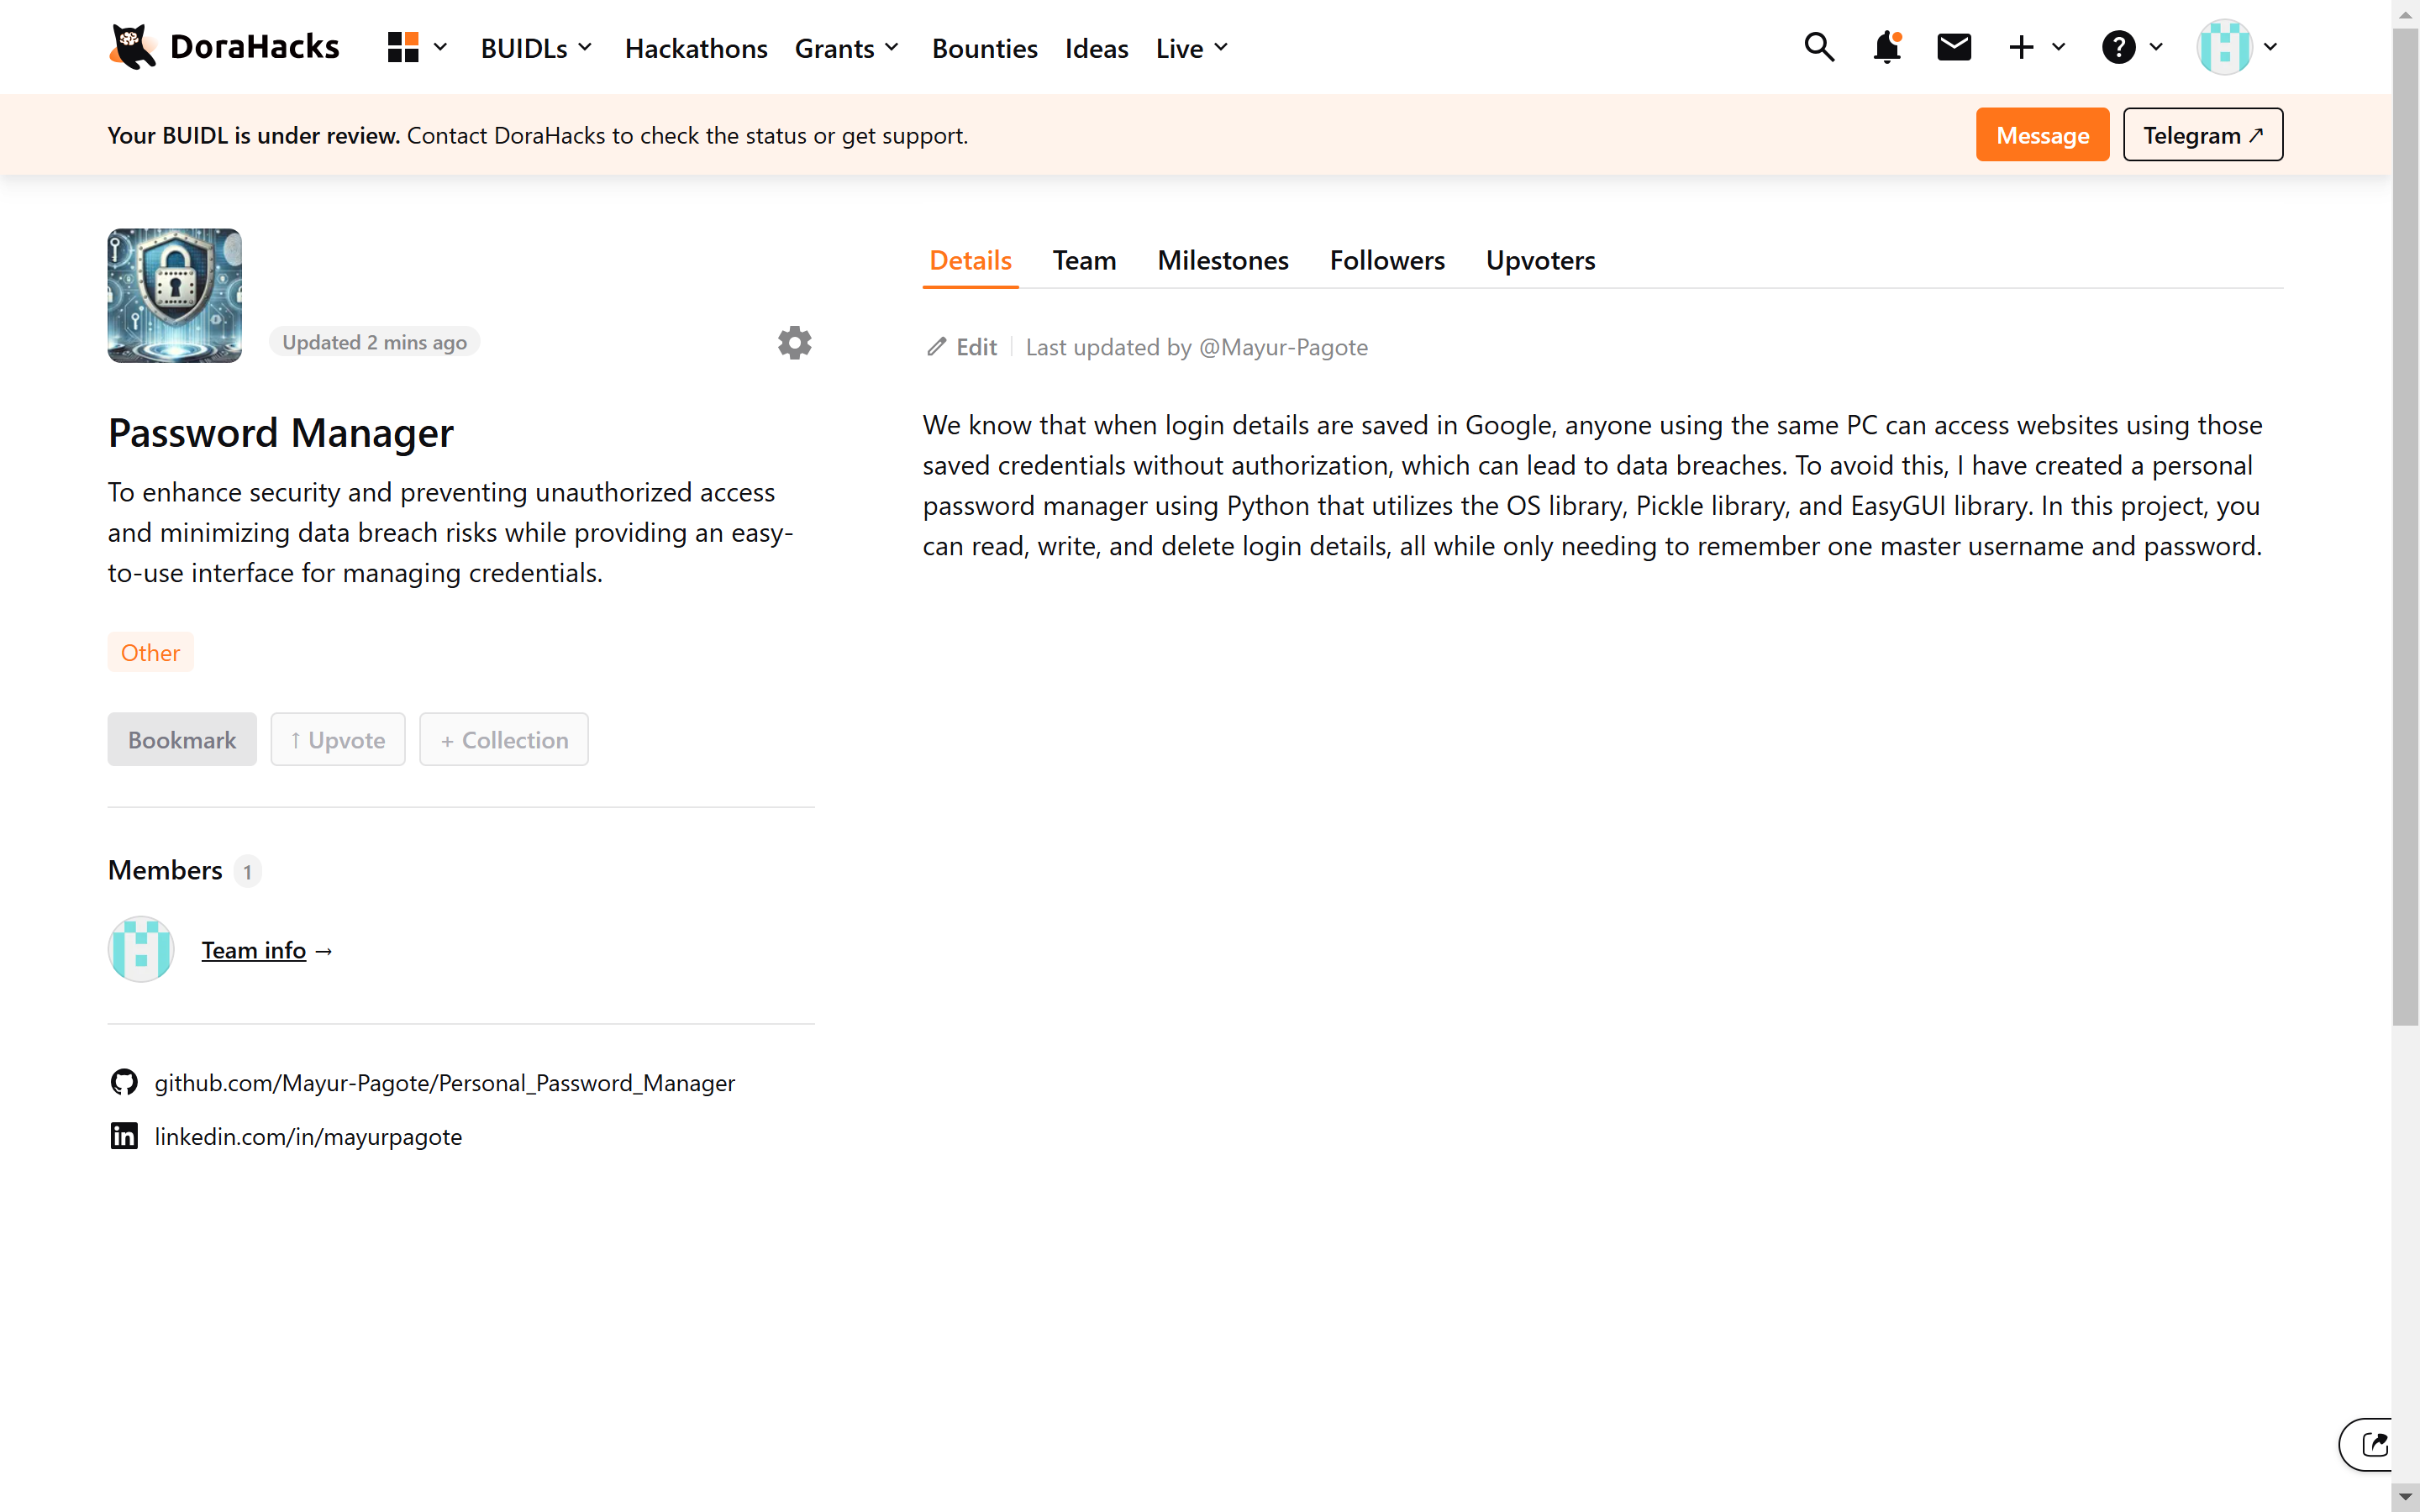 DoraHacks
BUIDLs
Hackathons
Grants
Bounties
Ideas
Live
Your BUIDL is under review. Contact DoraHacks to check the status or get support.
Message
Telegram ↗
Updated 2 mins ago
Password Manager
To enhance security and preventing unauthorized access
and minimizing data breach risks while providing an easy-
to-use interface for managing credentials.
Other
Bookmark
↑ Upvote
+ Collection
Members 1
Team info →
github.com/Mayur-Pagote/Personal_Password_Manager
linkedin.com/in/mayurpagote
Details
Team
Milestones
Followers
Upvoters
Edit
Last updated by @Mayur-Pagote
We know that when login details are saved in Google, anyone using the same PC can access websites using those
saved credentials without authorization, which can lead to data breaches. To avoid this, I have created a personal
password manager using Python that utilizes the OS library, Pickle library, and EasyGUI library. In this project, you
can read, write, and delete login details, all while only needing to remember one master username and password.